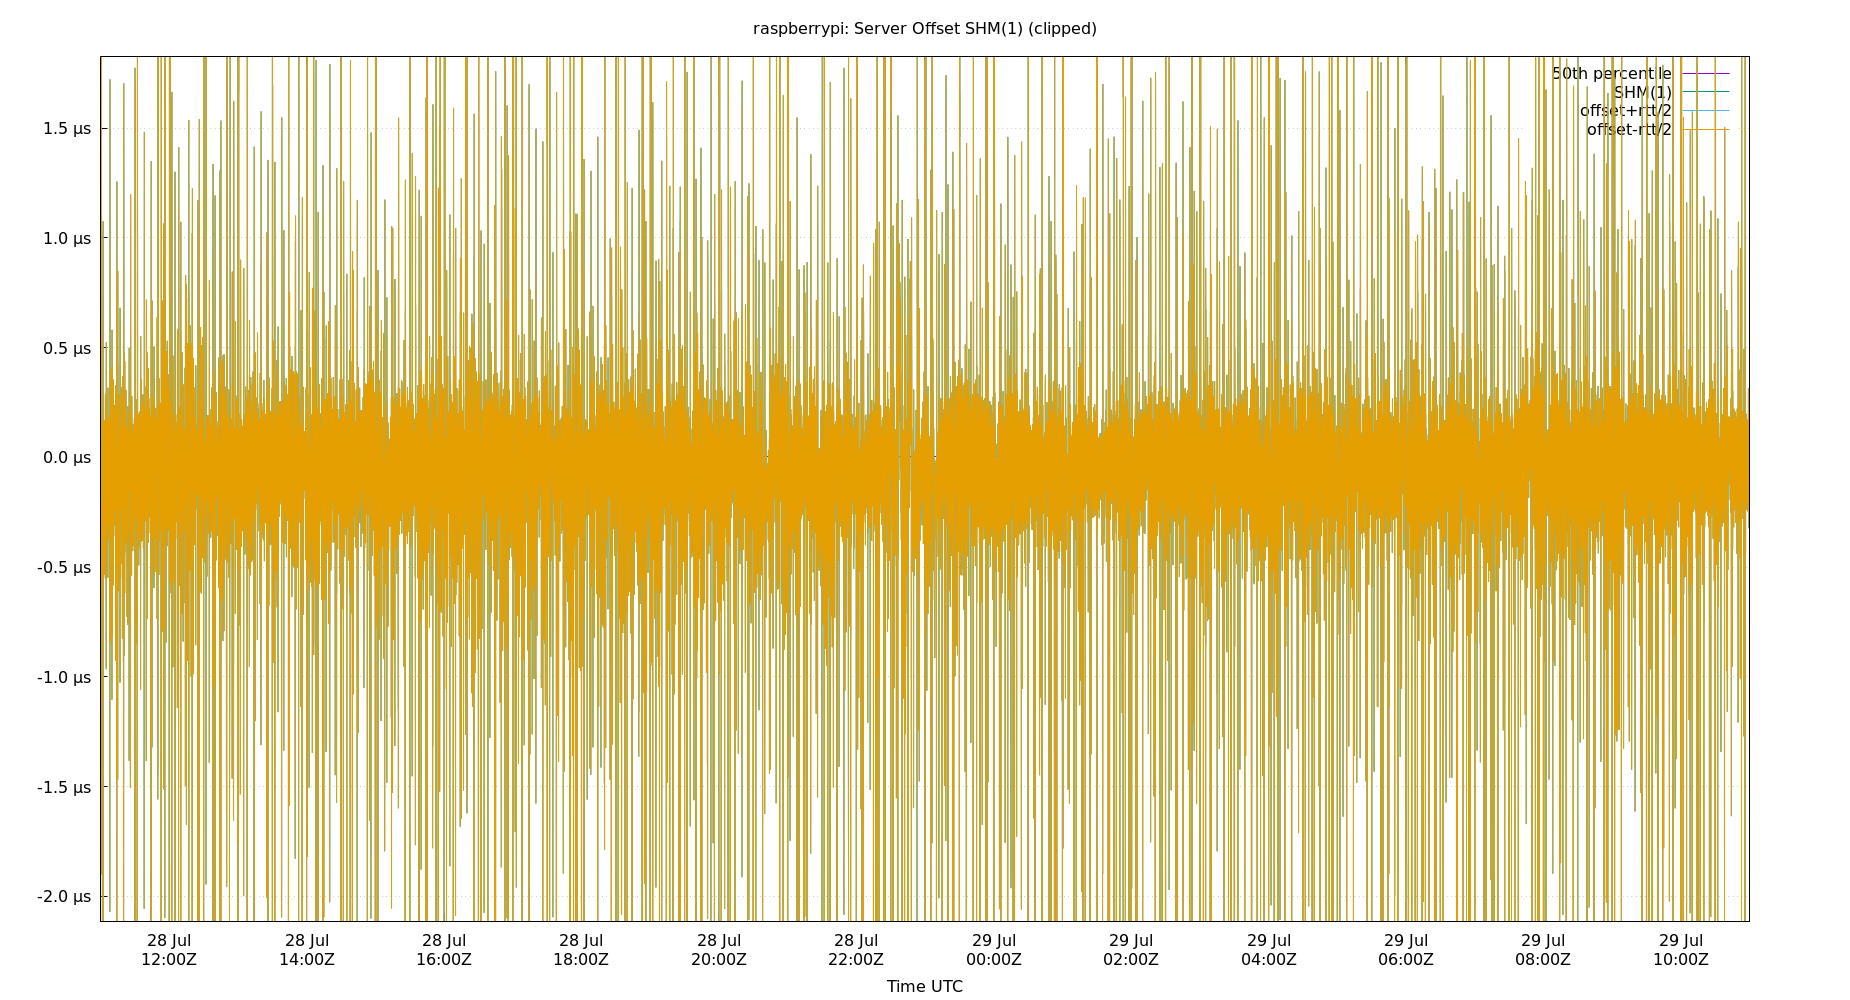 raspberrypi: Server Offset SHM(1) (clipped)
50th percentile
SHM(1)
offset+rtt/2
offset-rtt/2
1.5 µs
1.0 µs
0.5 µs
0.0 µs
-0.5 µs
-1.0 µs
-1.5 µs
-2.0 µs
28 Jul 28 Jul 28 Jul 28 Jul 28 Jul 28 Jul 29 Jul 29 Jul 29 Jul 29 Jul 29 Jul 29 Jul
12:00Z 14:00Z 16:00Z 18:00Z 20:00Z 22:00Z 00:00Z 02:00Z 04:00Z 06:00Z 08:00Z 10:00Z
Time UTC